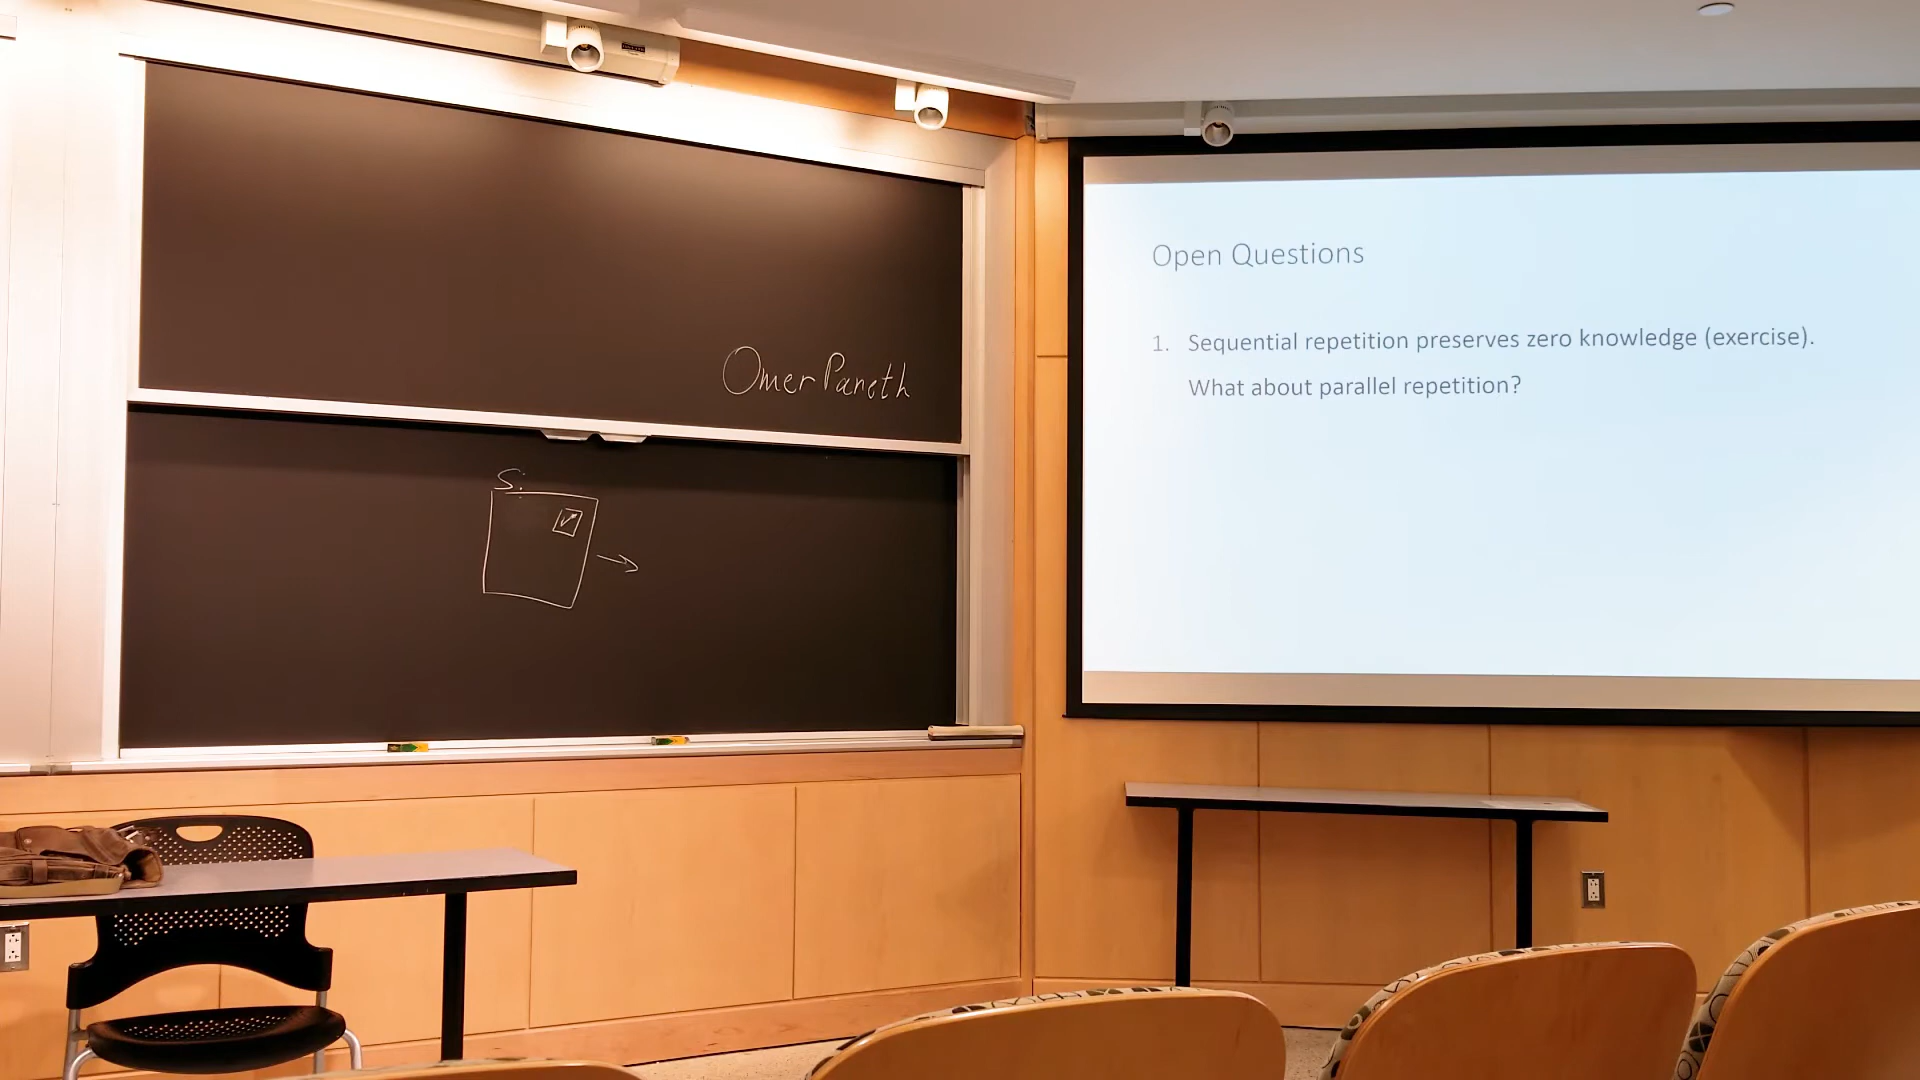 Omer Paneth
S:
V*
Open Questions
1. Sequential repetition preserves zero knowledge (exercise).
What about parallel repetition?